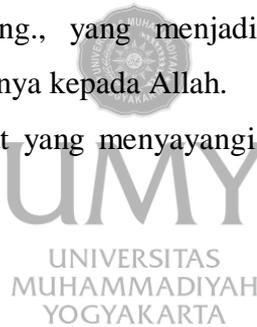 ng., yang menjadi
nya kepada Allah.
t yang menyayangi
UMY
UNIVERSITAS
MUHAMMADIYAH
YOGYAKARTA